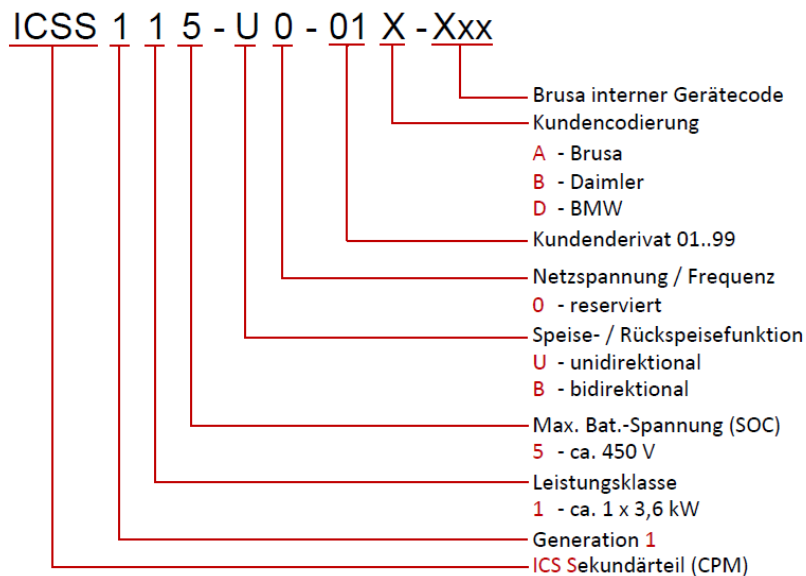 ICSS 1 1 5 - U 0 - 01 X - Xxx
Brusa interner Gerätecode
Kundencodierung
A - Brusa
B - Daimler
D - BMW
Kundenderivat 01..99
Netzspannung / Frequenz
0 - reserviert
Speise- / Rückspeisefunktion
U - unidirektional
B - bidirektional
Max. Bat.-Spannung (SOC)
5 - ca. 450 V
Leistungsklasse
1 - ca. 1 x 3,6 kW
Generation 1
ICS Sekundärteil (CPM)